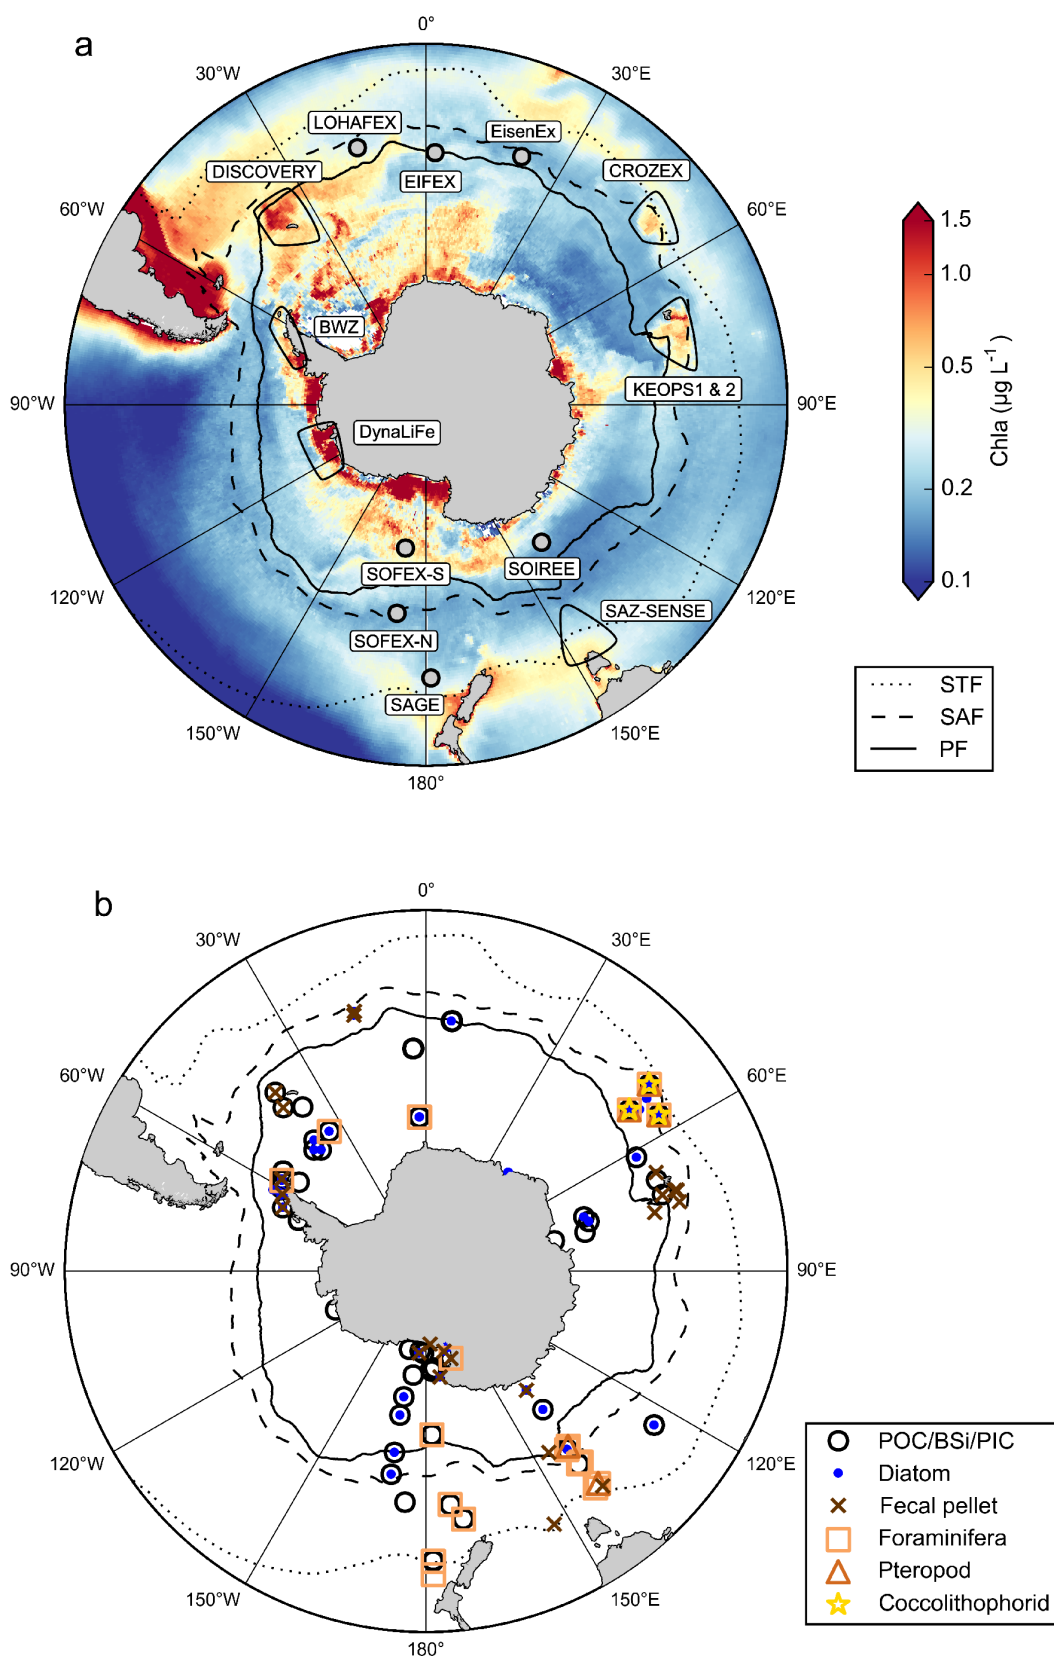 a
0°
30°W
30°E
LOHAFEX
EisenEx
DISCOVERY
EIFEX
CROZEX
60°W
60°E
BWZ
KEOPS1 & 2
90°W
90°E
DynaLiFe
SOFEX-S
SOIREE
120°W
120°E
SAZ-SENSE
SOFEX-N
SAGE
150°W
150°E
180°
1.5
1.0
0.5
0.2
0.1
Chla (µg L⁻¹)
STF
SAF
PF
b
0°
30°W
30°E
60°W
60°E
90°W
90°E
120°W
120°E
150°W
150°E
180°
POC/BSi/PIC
Diatom
Fecal pellet
Foraminifera
Pteropod
Coccolithophorid